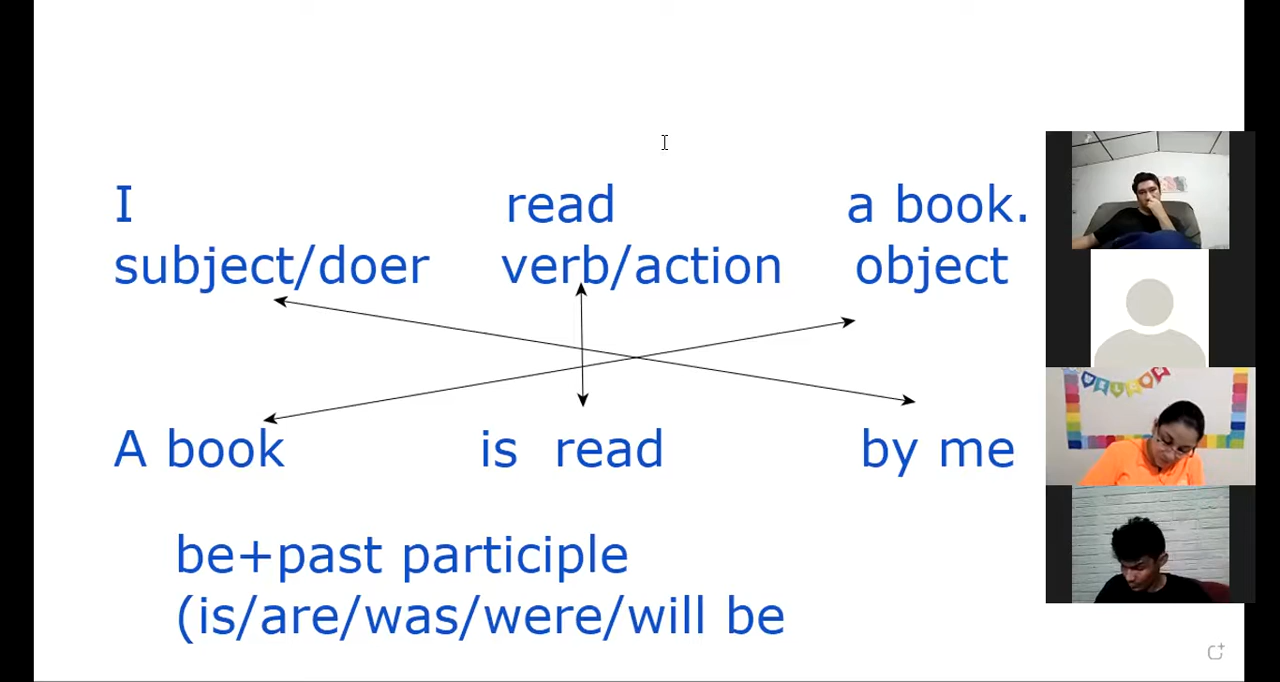 I read a book.
subject/doer verb/action object
A book is read by me
be+past participle
(is/are/was/were/will be
WELCOM